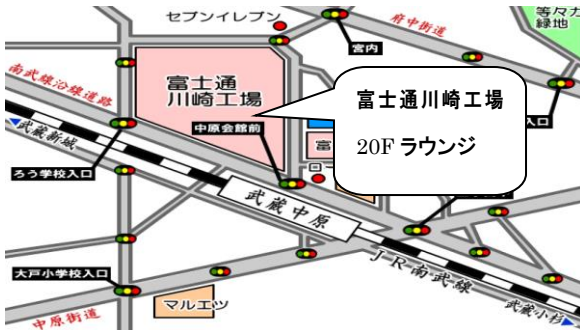 セブンイレブン
府中街道
等々力
緑地
宮内
南武線沿線道路
富士通
川崎工場
富士通川崎工場
20F ラウンジ
入口
中原会館前
武蔵新城
富
ろう学校入口
武蔵中原
JR南武線
大戸小学校入口
マルエツ
中原街道
武蔵小杉